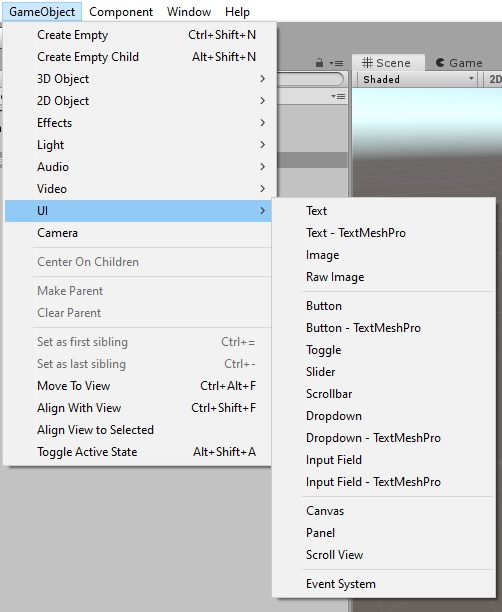 GameObject Component Window Help
Create Empty Ctrl+Shift+N
Create Empty Child Alt+Shift+N
3D Object
2D Object
Effects
Light
Audio
Video
UI
Camera
Center On Children
Make Parent
Clear Parent
Set as first sibling Ctrl+=
Set as last sibling Ctrl+-
Move To View Ctrl+Alt+F
Align With View Ctrl+Shift+F
Align View to Selected
Toggle Active State Alt+Shift+A
Scene Game
Shaded 2D
Text
Text - TextMeshPro
Image
Raw Image
Button
Button - TextMeshPro
Toggle
Slider
Scrollbar
Dropdown
Dropdown - TextMeshPro
Input Field
Input Field - TextMeshPro
Canvas
Panel
Scroll View
Event System